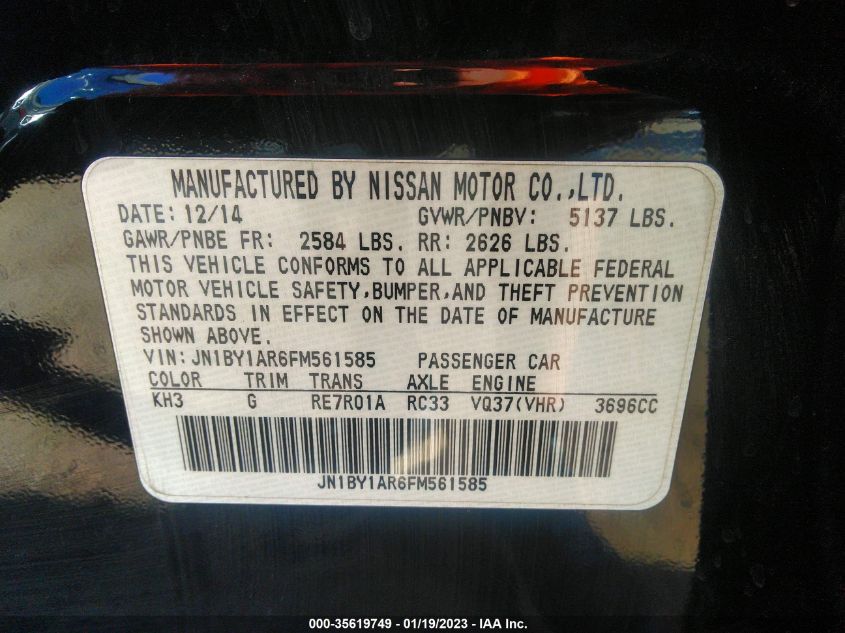 MANUFACTURED BY NISSAN MOTOR CO.,LTD.
DATE: 12/14 GVWR/PNBV: 5137 LBS.
GAWR/PNBE FR: 2584 LBS. RR: 2626 LBS.
THIS VEHICLE CONFORMS TO ALL APPLICABLE FEDERAL
MOTOR VEHICLE SAFETY,BUMPER,AND THEFT PREVENTION
STANDARDS IN EFFECT ON THE DATE OF MANUFACTURE
SHOWN ABOVE.
VIN: JN1BY1AR6FM561585 PASSENGER CAR
COLOR TRIM TRANS AXLE ENGINE
KH3 G RE7R01A RC33 VQ37(VHR) 3696CC
JN1BY1AR6FM561585
000-35619749 - 01/19/2023 - IAA Inc.